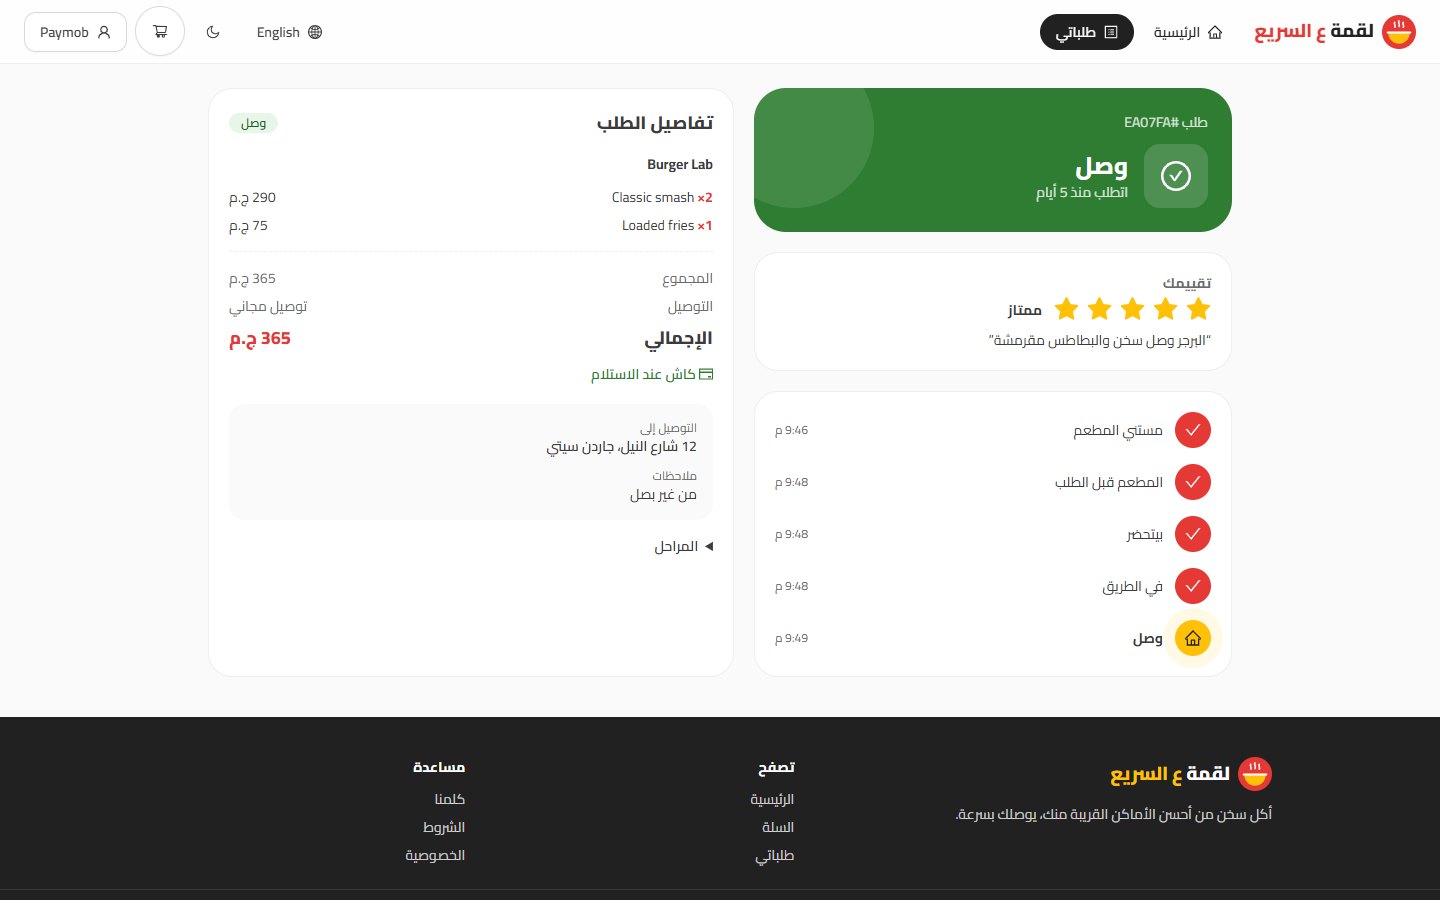 لقمة ع السريع
الرئيسية
طلباتي
English
Paymob
طلب #EA07FA
وصل
اتطلب منذ 5 أيام
تقييمك
ممتاز
"البرجر وصل سخن والبطاطس مقرمشة"
مستني المطعم 9:46 م
المطعم قبل الطلب 9:48 م
بيتحضر 9:48 م
في الطريق 9:48 م
وصل 9:49 م
تفاصيل الطلب وصل
Burger Lab
2× Classic smash 290 ج.م
1× Loaded fries 75 ج.م
المجموع 365 ج.م
التوصيل توصيل مجاني
الإجمالي 365 ج.م
كاش عند الاستلام
التوصيل إلى
12 شارع النيل، جاردن سيتي
ملاحظات
من غير بصل
المراحل
لقمة ع السريع
أكل سخن من أحسن الأماكن القريبة منك، يوصلك بسرعة.
تصفح
الرئيسية
السلة
طلباتي
مساعدة
كلمنا
الشروط
الخصوصية